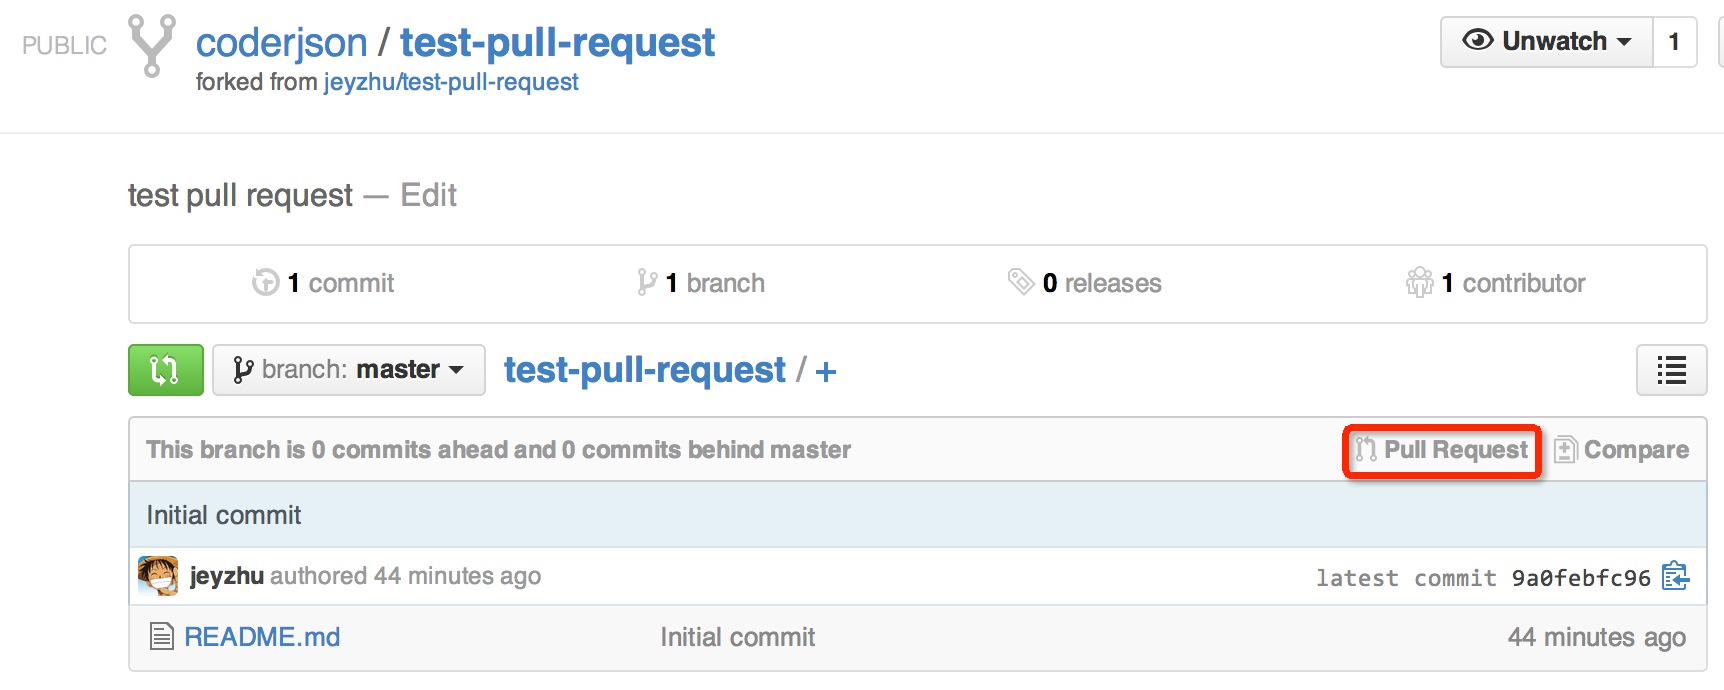 PUBLIC coderjson / test-pull-request Unwatch 1
forked from jeyzhu/test-pull-request
test pull request — Edit
1 commit 1 branch 0 releases 1 contributor
branch: master test-pull-request / +
This branch is 0 commits ahead and 0 commits behind master Pull Request Compare
Initial commit
jeyzhu authored 44 minutes ago latest commit 9a0febfc96
README.md Initial commit 44 minutes ago